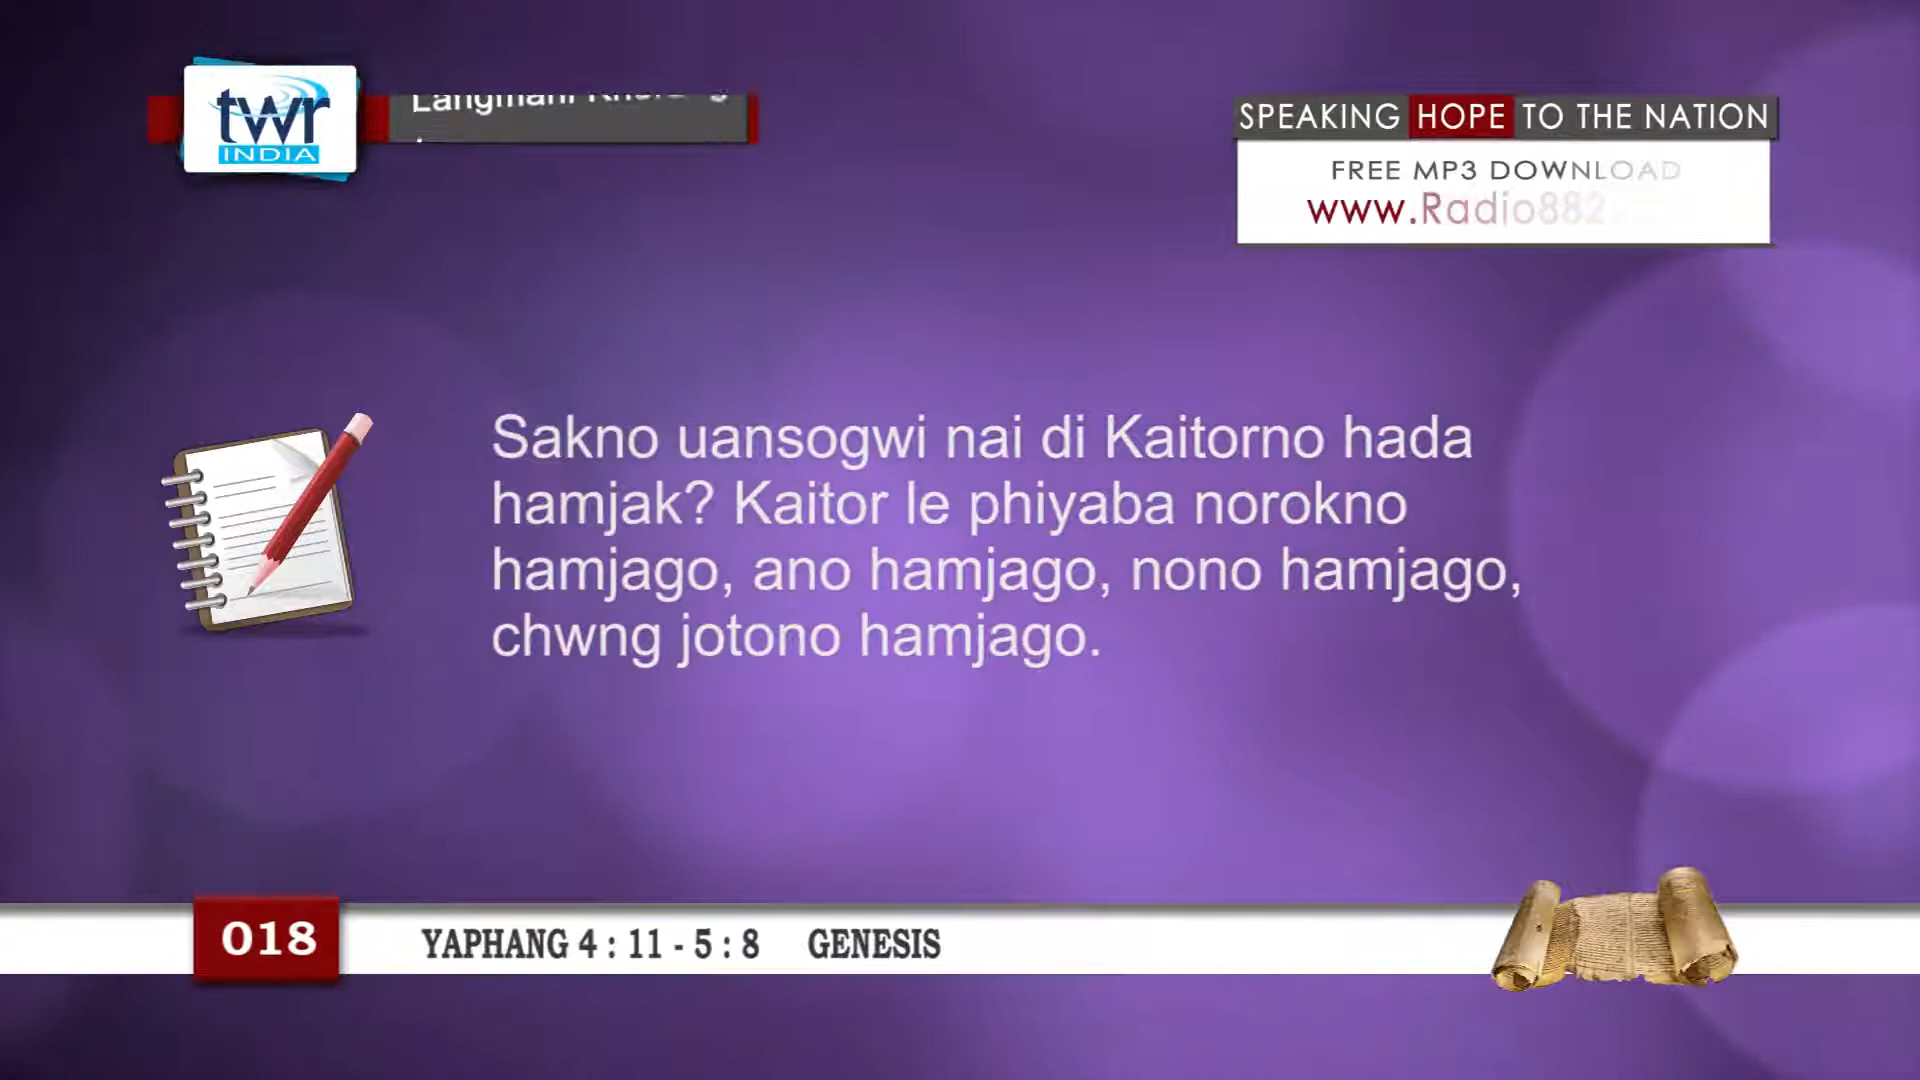 twr
INDIA
SPEAKING HOPE TO THE NATION
FREE MP3 DOWNLOAD
www.Radio882
Sakno uansogwi nai di Kaitorno hada
hamjak? Kaitor le phiyaba norokno
hamjago, ano hamjago, nono hamjago,
chwng jotono hamjago.
018
YAPHANG 4 : 11 - 5 : 8 GENESIS